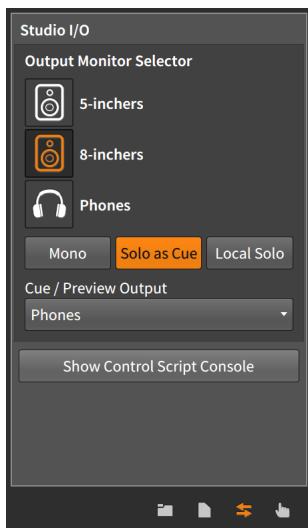 Studio I/O
Output Monitor Selector
5-inchers
8-inchers
Phones
Mono Solo as Cue Local Solo
Cue / Preview Output
Phones
Show Control Script Console